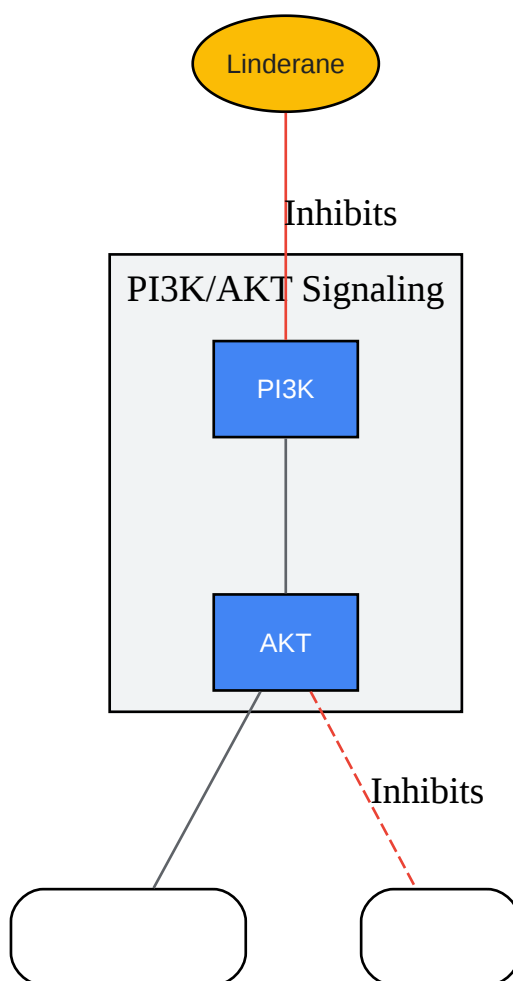 Linderane
Inhibits
PI3K/AKT Signaling
PI3K
AKT
Inhibits